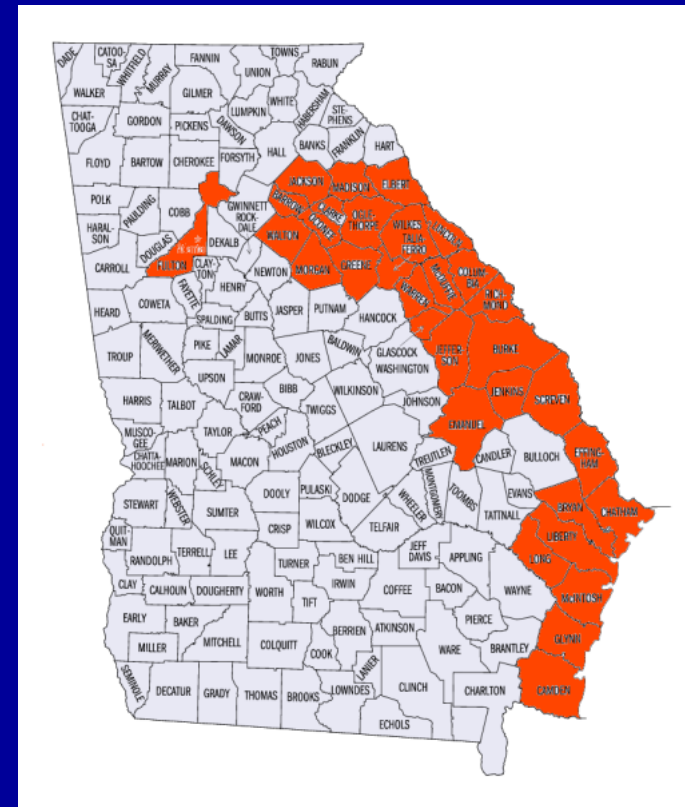 TOWNS
DADE
CATOO-
SA
WHITFIELD
MURRAY
FANNIN
UNION
RABUN
WALKER
GILMER
LUMPKIN
WHITE
HABERSHAM
STE-
PHENS
CHAT-
TOOGA
GORDON
PICKENS
DAWSON
HALL
BANKS
FRANKLIN
HART
FLOYD
BARTOW
CHEROKEE
FORSYTH
JACKSON
MADISON
ELBERT
POLK
PAULDING
COBB
GWINNETT
BARROW
CLARKE
OCONEE
OGLE-
THORPE
WILKES
LINCOLN
HARAL-
SON
DOUGLAS
FULTON
DEKALB
ROCK-
DALE
WALTON
MORGAN
GREENE
TALIA
FERRO
MCDUFFIE
COLUM-
BIA
RICH-
MOND
CARROLL
CLAY-
TON
NEWTON
WARREN
HEARD
COWETA
FAYETTE
HENRY
SPALDING
BUTTS
JASPER
PUTNAM
HANCOCK
GLASCOCK
JEFFER-
SON
BURKE
TROUP
MERIWETHER
PIKE
LAMAR
MONROE
JONES
BALDWIN
WASHINGTON
UPSON
BIBB
WILKINSON
JOHNSON
EMANUEL
JENKINS
SCREVEN
HARRIS
TALBOT
CRAW-
FORD
TWIGGS
MUSCO-
GEE
TAYLOR
PEACH
HOUSTON
BLECKLEY
LAURENS
TREUTLEN
CANDLER
BULLOCH
EFFING-
HAM
CHATTA-
HOOCHEE
MARION
SCHLEY
MACON
STEWART
WEBSTER
SUMTER
DOOLY
PULASKI
DODGE
WHEELER
MONTGOMERY
TOOMBS
EVANS
TATTNALL
BRYAN
CHATHAM
QUIT-
MAN
CRISP
WILCOX
TELFAIR
LIBERTY
RANDOLPH
TERRELL
LEE
TURNER
BEN HILL
JEFF
DAVIS
APPLING
LONG
CLAY
CALHOUN
DOUGHERTY
WORTH
TIFT
IRWIN
COFFEE
BACON
WAYNE
MCINTOSH
EARLY
BAKER
MILLER
MITCHELL
COLQUITT
COOK
BERRIEN
ATKINSON
PIERCE
WARE
BRANTLEY
GLYNN
SEMINOLE
DECATUR
GRADY
THOMAS
BROOKS
LOWNDES
LANIER
CLINCH
ECHOLS
CHARLTON
CAMDEN